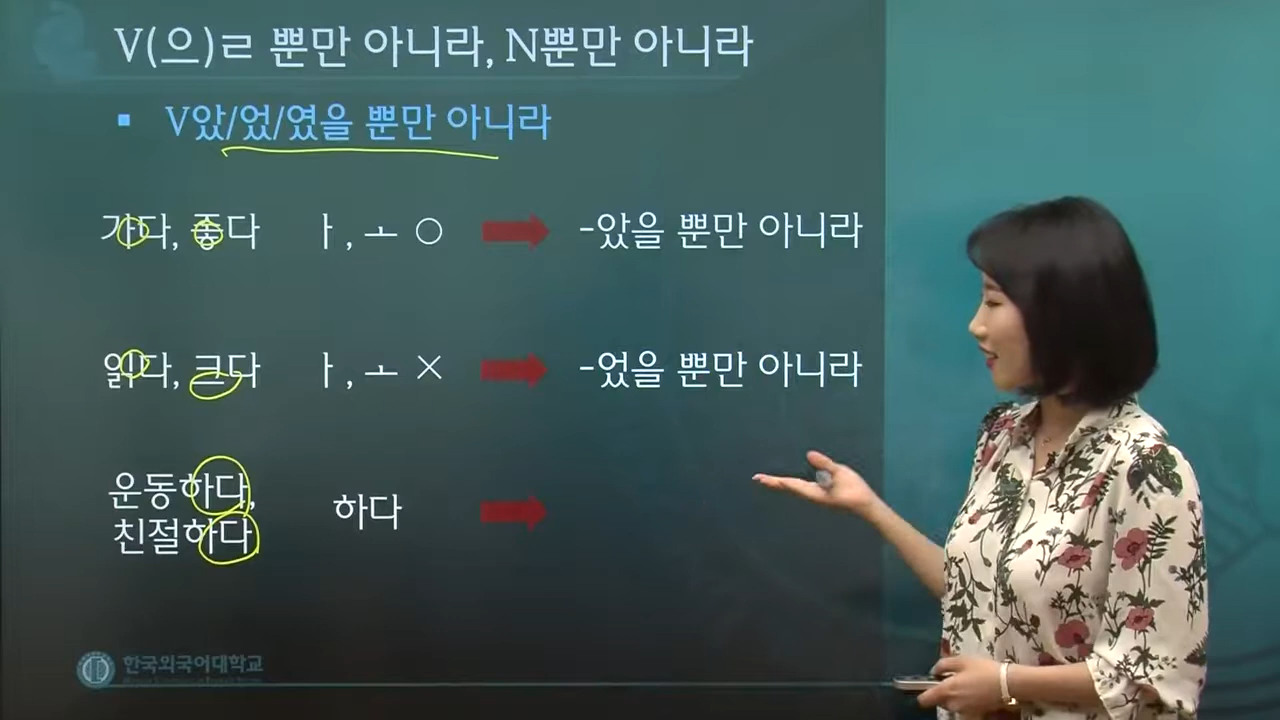 V(으)ㄹ 뿐만 아니라, N뿐만 아니라
▪ V았/었/였을 뿐만 아니라
가다, 좋다 ㅏ, ㅗ ○ -았을 뿐만 아니라
읽다, 크다 ㅏ, ㅗ × -었을 뿐만 아니라
운동하다,
친절하다
하다
한국외국어대학교